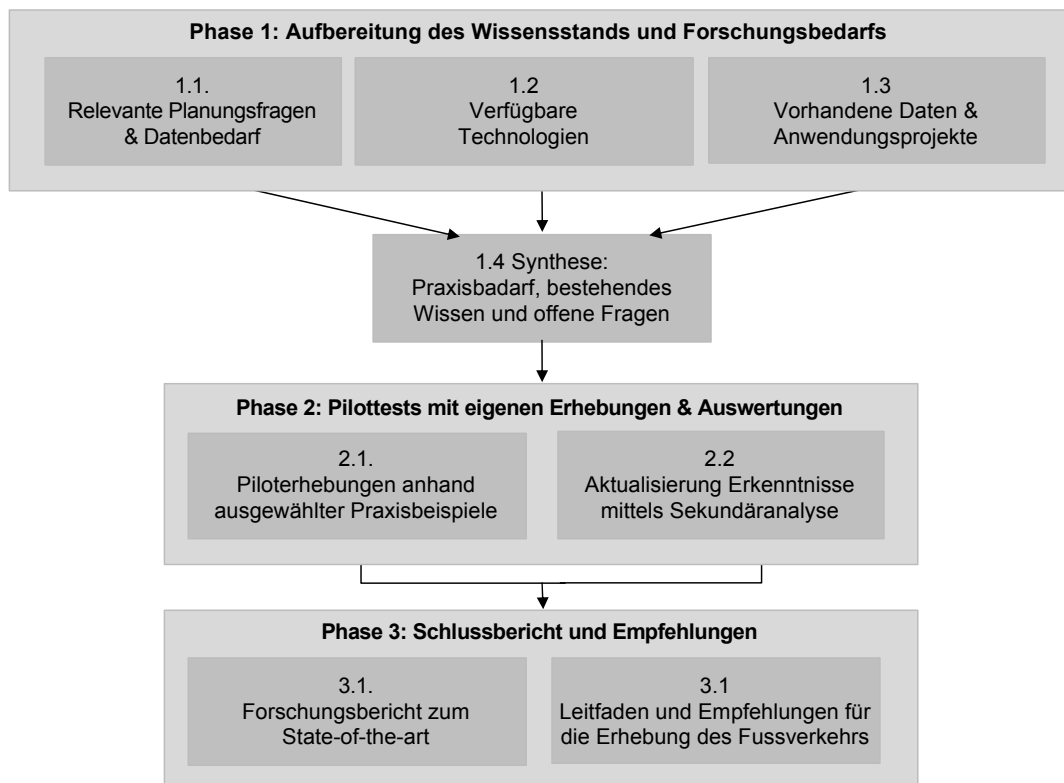 Phase 1: Aufbereitung des Wissensstands und Forschungsbedarfs
1.1.
Relevante Planungsfragen
& Datenbedarf
1.2
Verfügbare
Technologien
1.3
Vorhandene Daten &
Anwendungsprojekte
1.4 Synthese:
Praxisbadarf, bestehendes
Wissen und offene Fragen
Phase 2: Pilottests mit eigenen Erhebungen & Auswertungen
2.1.
Piloterhebungen anhand
ausgewählter Praxisbeispiele
2.2
Aktualisierung Erkenntnisse
mittels Sekundäranalyse
Phase 3: Schlussbericht und Empfehlungen
3.1.
Forschungsbericht zum
State-of-the-art
3.1
Leitfaden und Empfehlungen für
die Erhebung des Fussverkehrs